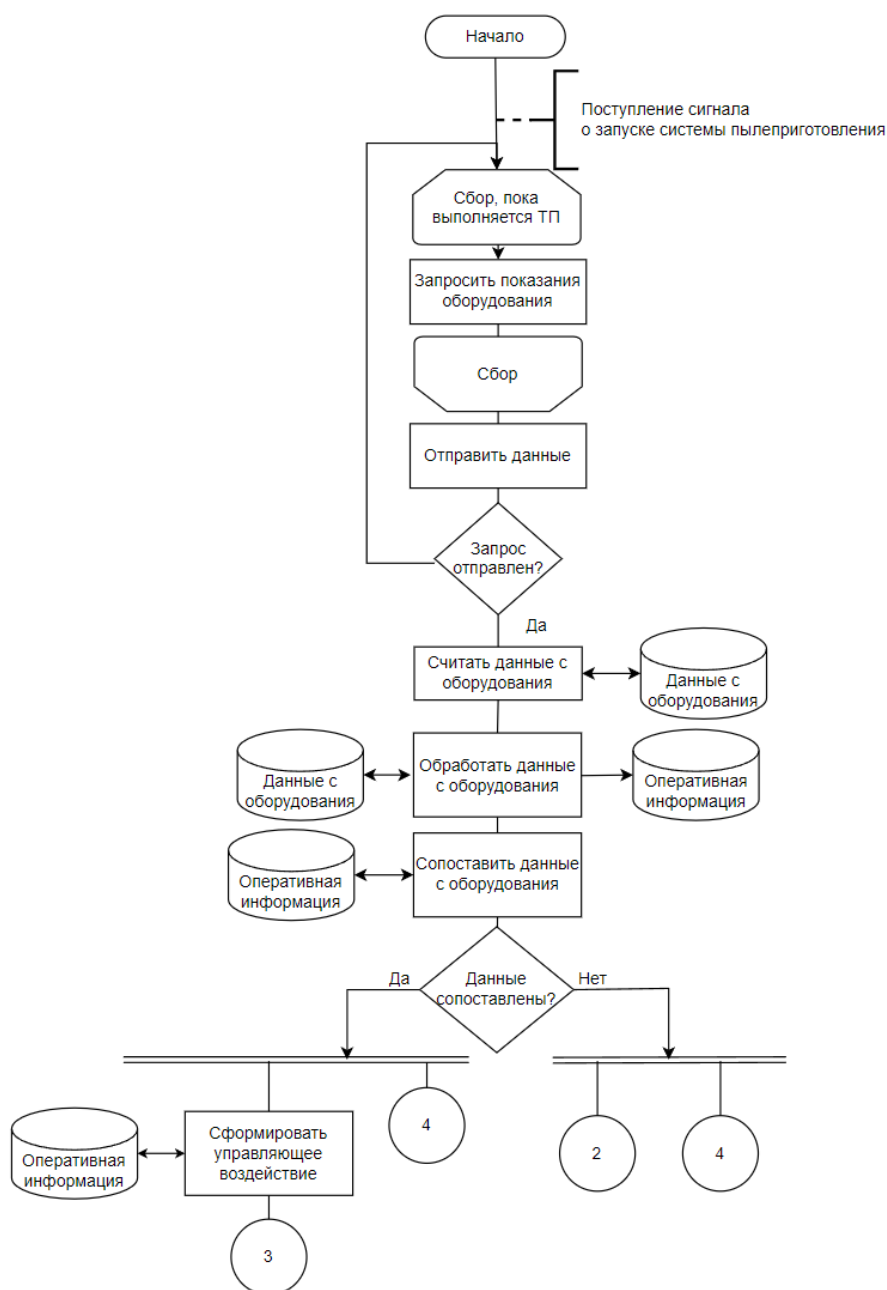 Начало
Поступление сигнала
о запуске системы пылеприготовления
Сбор, пока
выполняется ТП
Запросить показания
оборудования
Сбор
Отправить данные
Запрос
отправлен?
Да
Считать данные с
оборудования
Данные с
оборудования
Данные с
оборудования
Обработать данные
с оборудования
Оперативная
информация
Оперативная
информация
Сопоставить данные
с оборудования
Да
Данные
сопоставлены?
Нет
4
2
4
Оперативная
информация
Сформировать
управляющее
воздействие
3